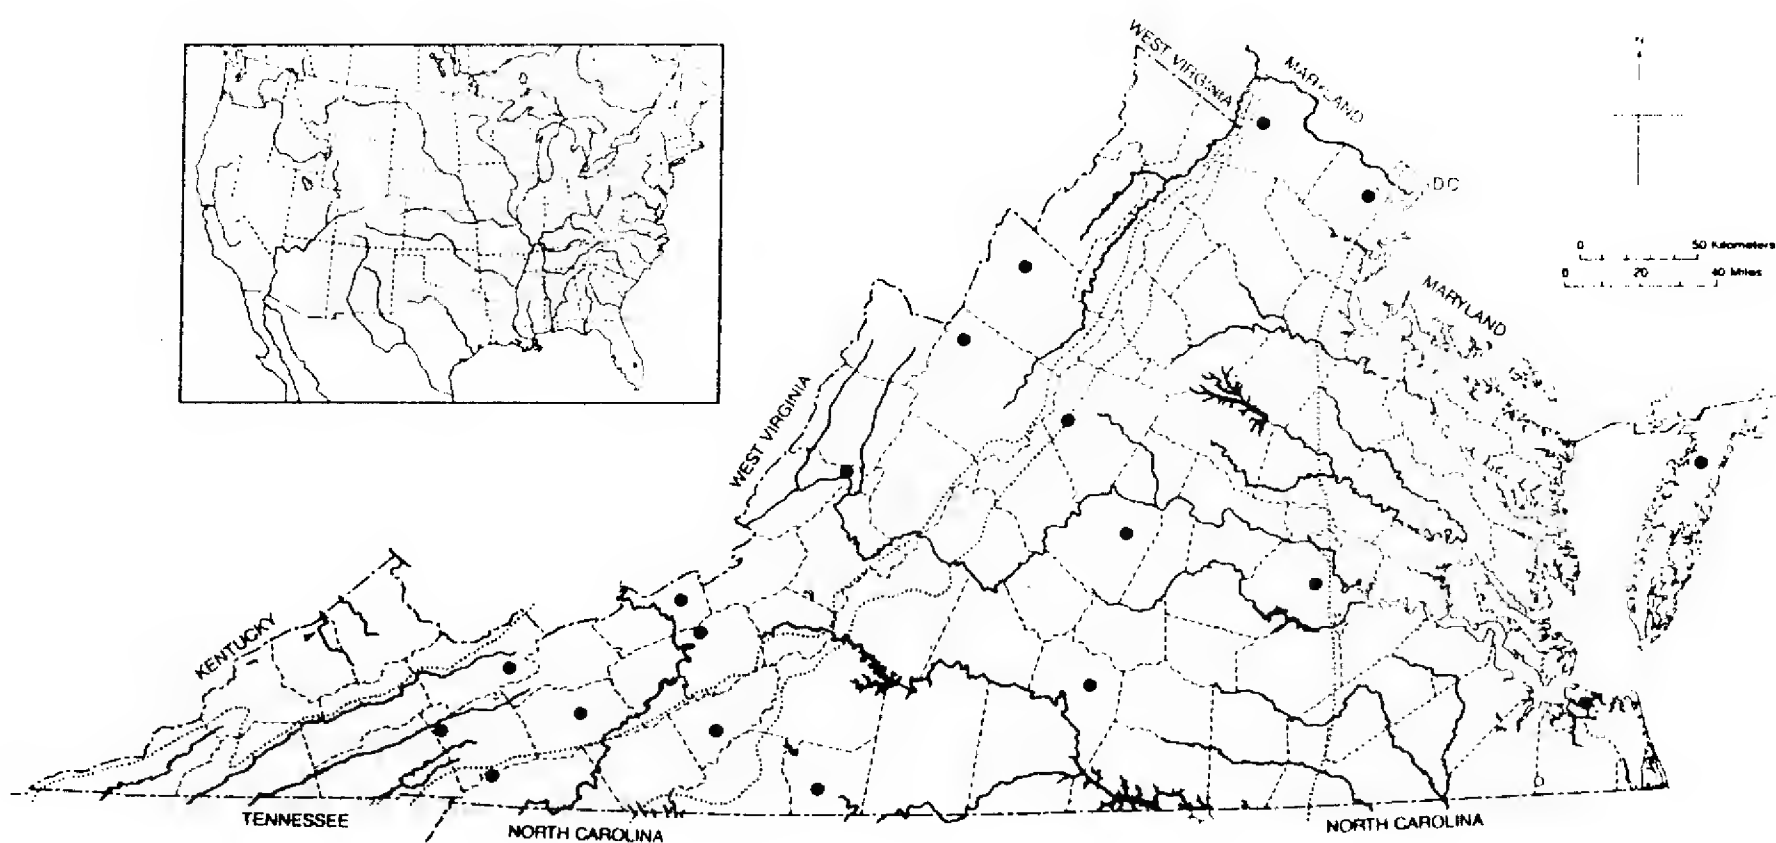 WEST VIRGINIA
MARYLAND
N
DC
0 50 Kilometers
0 20 40 Miles
MARYLAND
WEST VIRGINIA
KENTUCKY
TENNESSEE
NORTH CAROLINA
NORTH CAROLINA